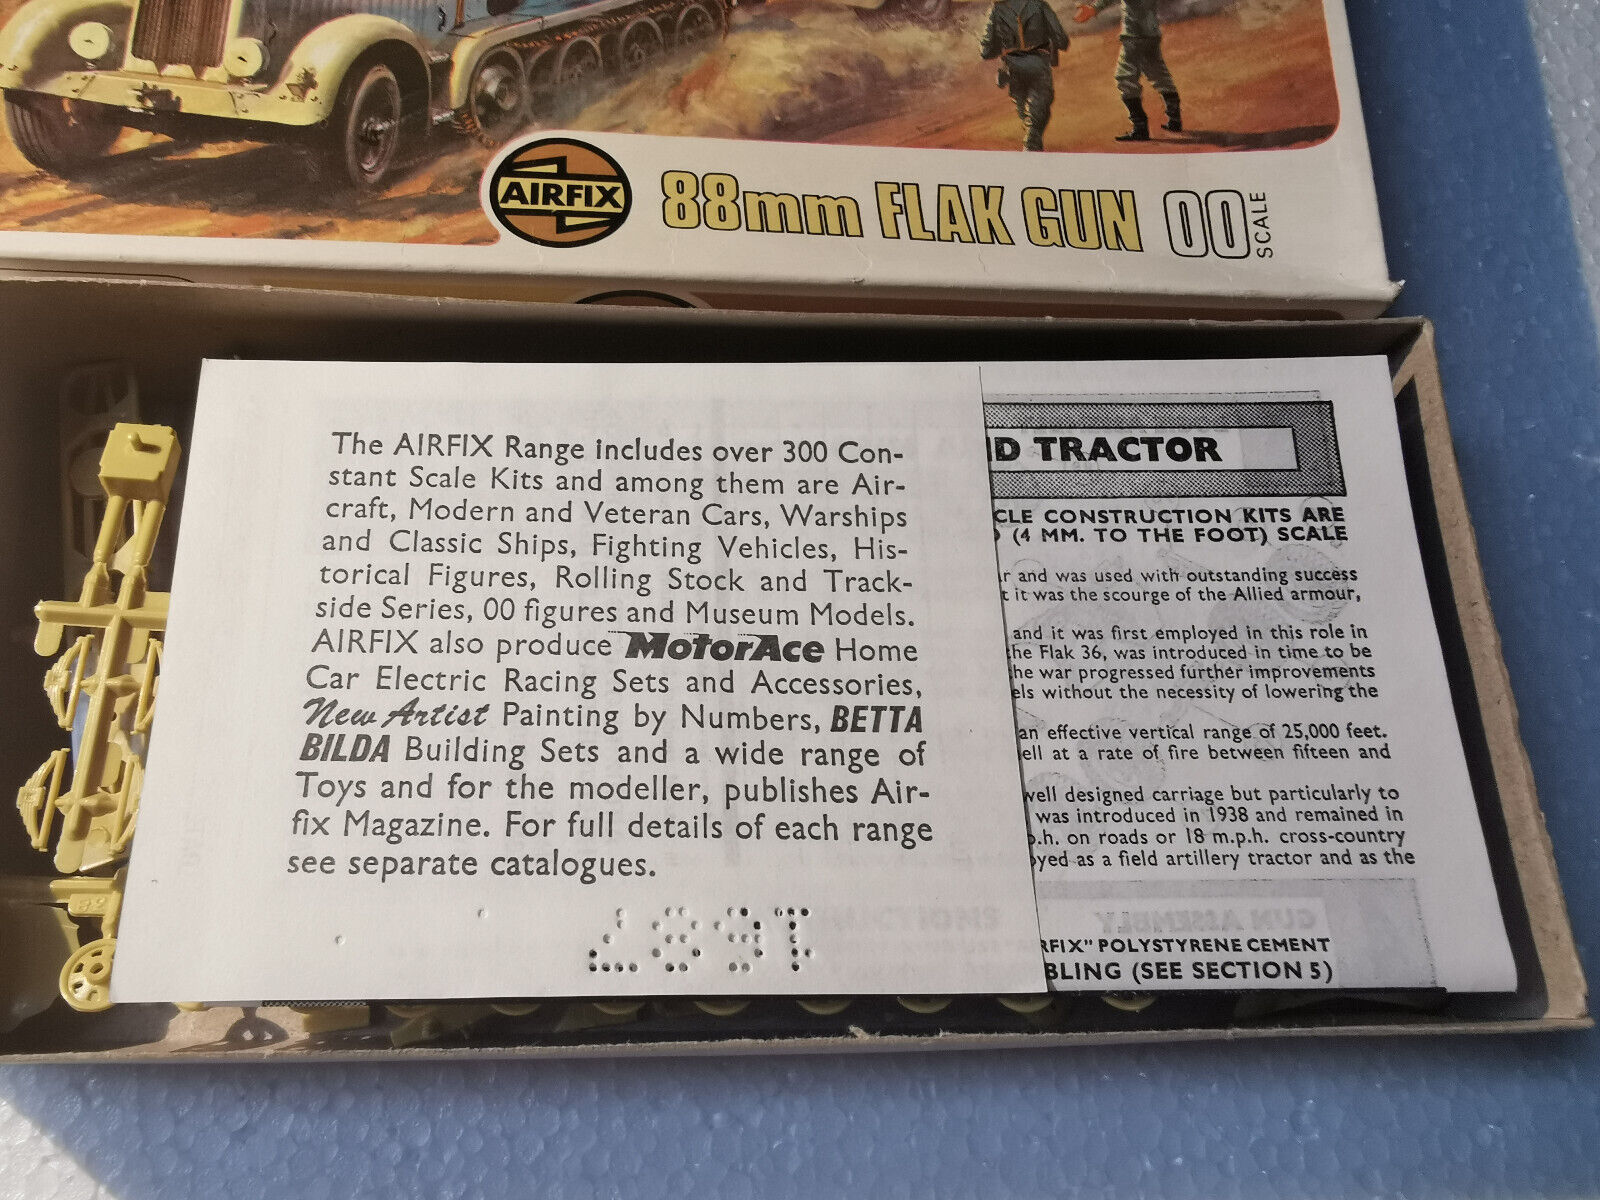 AIRFIX
88mm FLAK GUN 00 SCALE
The AIRFIX Range includes over 300 Con-
stant Scale Kits and among them are Air-
craft, Modern and Veteran Cars, Warships
and Classic Ships, Fighting Vehicles, His-
torical Figures, Rolling Stock and Track-
side Series, 00 figures and Museum Models.
AIRFIX also produce MotorAce Home
Car Electric Racing Sets and Accessories,
New Artist Painting by Numbers, BETTA
BILDA Building Sets and a wide range of
Toys and for the modeller, publishes Air-
fix Magazine. For full details of each range
see separate catalogues.
D TRACTOR
CLE CONSTRUCTION KITS ARE
(4 MM. TO THE FOOT) SCALE
r and was used with outstanding success
t it was the scourge of the Allied armour,
and it was first employed in this role in
he Flak 36, was introduced in time to be
he war progressed further improvements
els without the necessity of lowering the
an effective vertical range of 25,000 feet.
ell at a rate of fire between fifteen and
well designed carriage but particularly to
was introduced in 1938 and remained in
p.h. on roads or 18 m.p.h. cross-country
oyed as a field artillery tractor and as the
GUN ASSEMBLY
RFIX" POLYSTYRENE CEMENT
BLING (SEE SECTION 5)